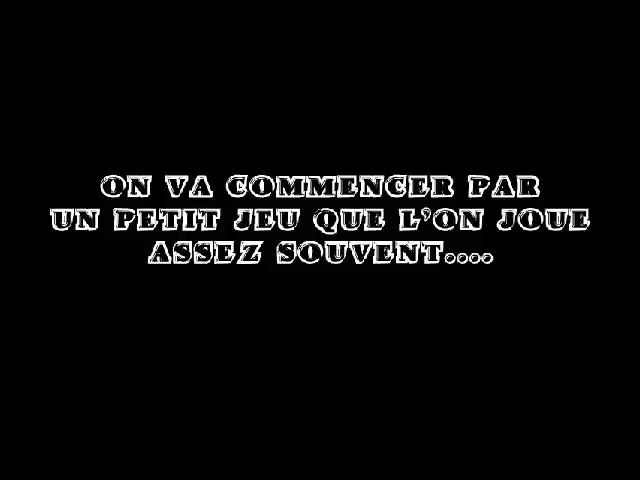 ON VA COMMENCER PAR
UN PETIT JEU QUE L'ON JOUE
ASSEZ SOUVENT....